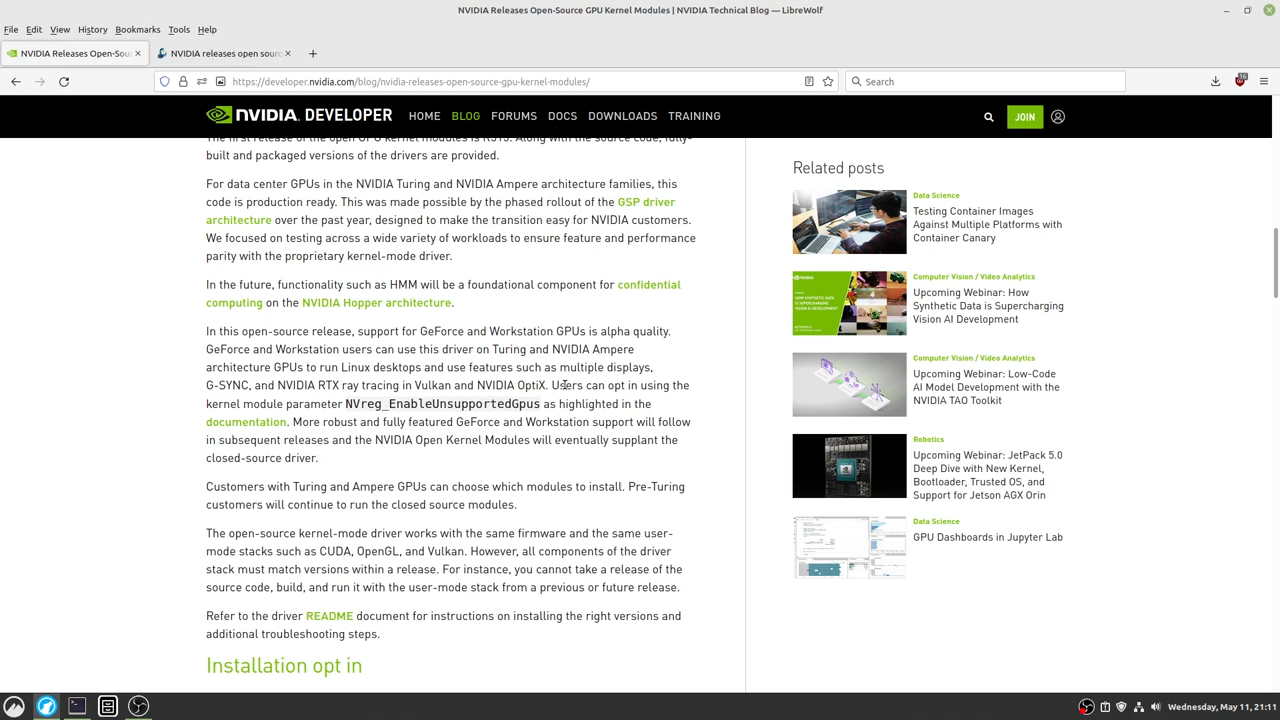 NVIDIA Releases Open-Source GPU Kernel Modules | NVIDIA Technical Blog — LibreWolf
File Edit View History Bookmarks Tools Help
NVIDIA Releases Open-Sour
NVIDIA releases open sourc
https://developer.nvidia.com/blog/nvidia-releases-open-source-gpu-kernel-modules/
Search
NVIDIA. DEVELOPER HOME BLOG FORUMS DOCS DOWNLOADS TRAINING JOIN
The first release of the open GPU kernel modules is R515. Along with the source code, fully-
built and packaged versions of the drivers are provided.
For data center GPUs in the NVIDIA Turing and NVIDIA Ampere architecture families, this
code is production ready. This was made possible by the phased rollout of the GSP driver
architecture over the past year, designed to make the transition easy for NVIDIA customers.
We focused on testing across a wide variety of workloads to ensure feature and performance
parity with the proprietary kernel-mode driver.
In the future, functionality such as HMM will be a foundational component for confidential
computing on the NVIDIA Hopper architecture.
In this open-source release, support for GeForce and Workstation GPUs is alpha quality.
GeForce and Workstation users can use this driver on Turing and NVIDIA Ampere
architecture GPUs to run Linux desktops and use features such as multiple displays,
G-SYNC, and NVIDIA RTX ray tracing in Vulkan and NVIDIA OptiX. Users can opt in using the
kernel module parameter NVreg_EnableUnsupportedGpus as highlighted in the
documentation. More robust and fully featured GeForce and Workstation support will follow
in subsequent releases and the NVIDIA Open Kernel Modules will eventually supplant the
closed-source driver.
Customers with Turing and Ampere GPUs can choose which modules to install. Pre-Turing
customers will continue to run the closed source modules.
The open-source kernel-mode driver works with the same firmware and the same user-
mode stacks such as CUDA, OpenGL, and Vulkan. However, all components of the driver
stack must match versions within a release. For instance, you cannot take a release of the
source code, build, and run it with the user-mode stack from a previous or future release.
Refer to the driver README document for instructions on installing the right versions and
additional troubleshooting steps.
Installation opt in
Related posts
Data Science
Testing Container Images
Against Multiple Platforms with
Container Canary
Computer Vision / Video Analytics
Upcoming Webinar: How
Synthetic Data is Supercharging
Vision AI Development
Computer Vision / Video Analytics
Upcoming Webinar: Low-Code
AI Model Development with the
NVIDIA TAO Toolkit
Robotics
Upcoming Webinar: JetPack 5.0
Deep Dive with New Kernel,
Bootloader, Trusted OS, and
Support for Jetson AGX Orin
Data Science
GPU Dashboards in Jupyter Lab
Wednesday, May 11, 21:11